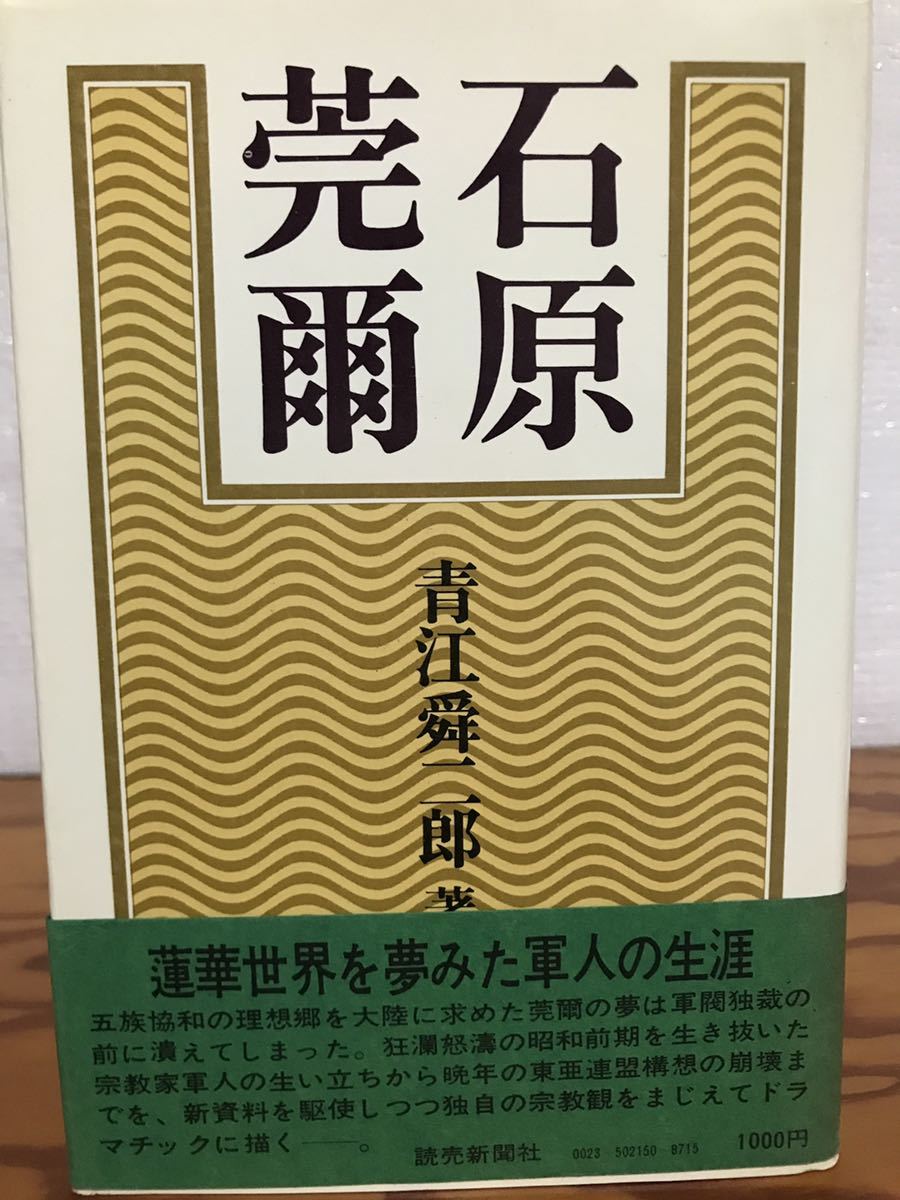 石原
莞爾
青江舜二郎 著
蓮華世界を夢みた軍人の生涯
五族協和の理想郷を大陸に求めた莞爾の夢は軍閥独裁の
前に潰えてしまった。狂瀾怒濤の昭和前期を生き抜いた
宗教家軍人の生い立ちから晩年の東亜連盟構想の崩壊ま
でを、新資料を駆使しつつ独自の宗教観をまじえてドラ
マチックに描く――。
読売新聞社 0023 502150 8715 1000円